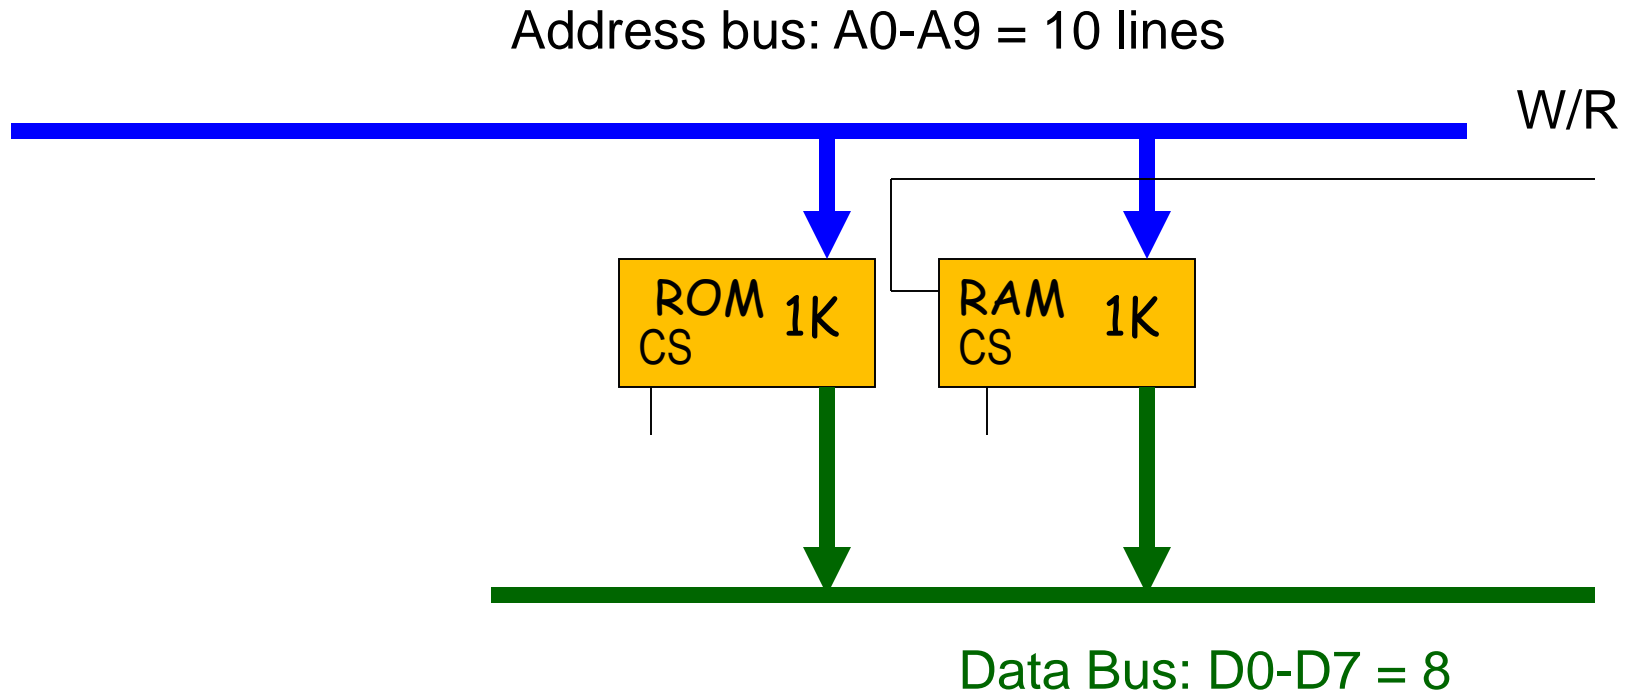 Address bus: A0-A9 = 10 lines
W/R
ROM 1K
CS
RAM 1K
CS
Data Bus: D0-D7 = 8